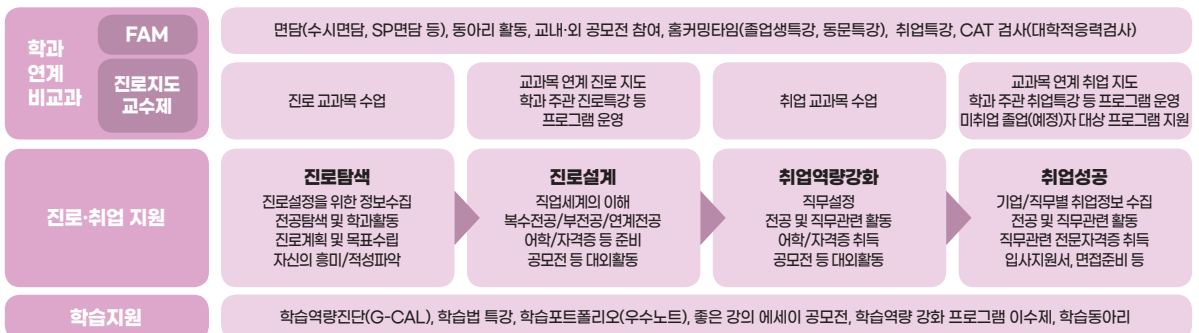 학과
연계
비교과
FAM
면담(수시면담, SP면담 등), 동아리 활동, 교내·외 공모전 참여, 홈커밍타임(졸업생특강, 동문특강), 취업특강, CAT 검사(대학적응력검사)
진로지도
교수제
진로 교과목 수업
교과목 연계 진로 지도
학과 주관 진로특강 등
프로그램 운영
취업 교과목 수업
교과목 연계 취업 지도
학과 주관 취업특강 등 프로그램 운영
미취업 졸업(예정)자 대상 프로그램 지원
진로·취업 지원
진로탐색
진로설정을 위한 정보수집
전공탐색 및 학과활동
진로계획 및 목표수립
자신의 흥미/적성파악
진로설계
직업세계의 이해
복수전공/부전공/연계전공
어학/자격증 등 준비
공모전 등 대외활동
취업역량강화
직무설정
전공 및 직무관련 활동
어학/자격증 취득
공모전 등 대외활동
취업성공
기업/직무별 취업정보 수집
전공 및 직무관련 활동
직무관련 전문자격증 취득
입사지원서, 면접준비 등
학습지원
학습역량진단(G-CAL), 학습법 특강, 학습포트폴리오(우수노트), 좋은 강의 에세이 공모전, 학습역량 강화 프로그램 이수제, 학습동아리